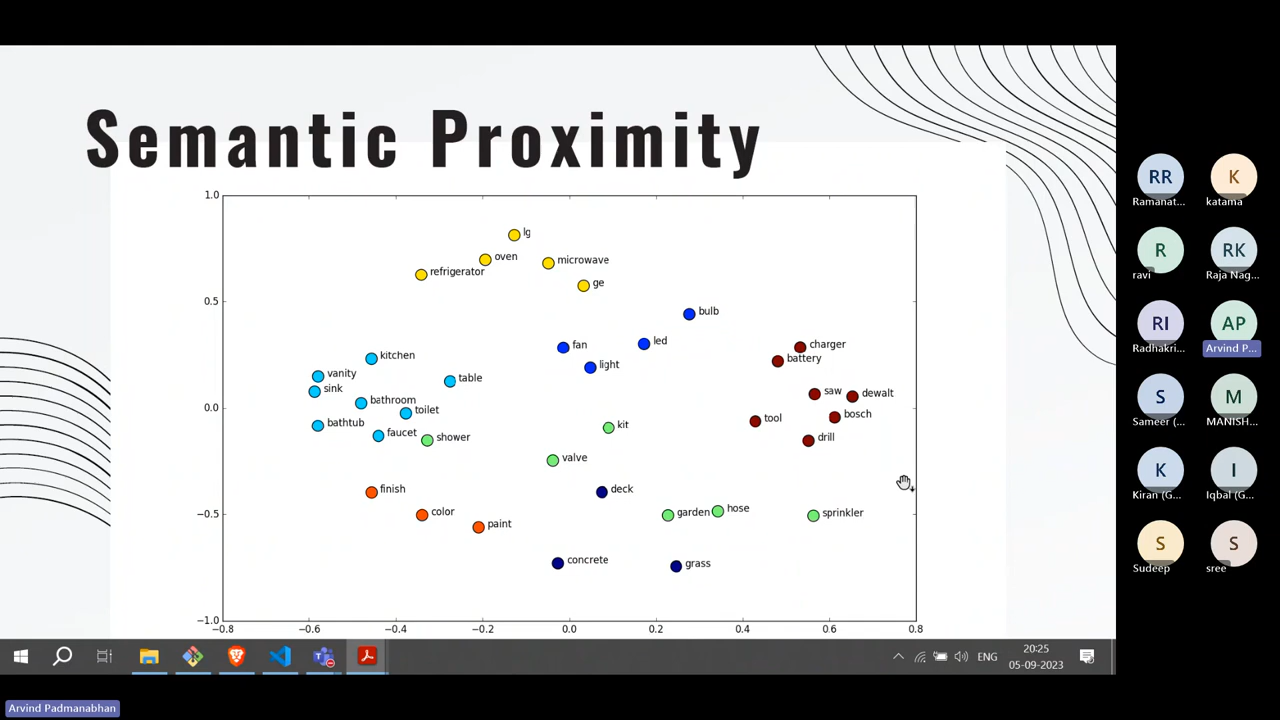 Semantic Proximity
1.0
0.5
0.0
−0.5
−1.0
−0.8
−0.6
−0.4
−0.2
0.0
0.2
0.4
0.6
0.8
lg
oven
microwave
refrigerator
ge
bulb
led
fan
light
charger
battery
kitchen
vanity
sink
table
bathroom
toilet
bathtub
faucet
shower
saw
dewalt
bosch
tool
drill
kit
valve
deck
finish
color
paint
garden
hose
sprinkler
concrete
grass
RR
Ramanat...
K
katama
R
ravi
RK
Raja Nag...
RI
Radhakri...
AP
Arvind P...
S
Sameer (...
M
MANISH...
K
Kiran (G...
I
Iqbal (G...
S
Sudeep
S
sree
ENG
20:25
05-09-2023
Arvind Padmanabhan